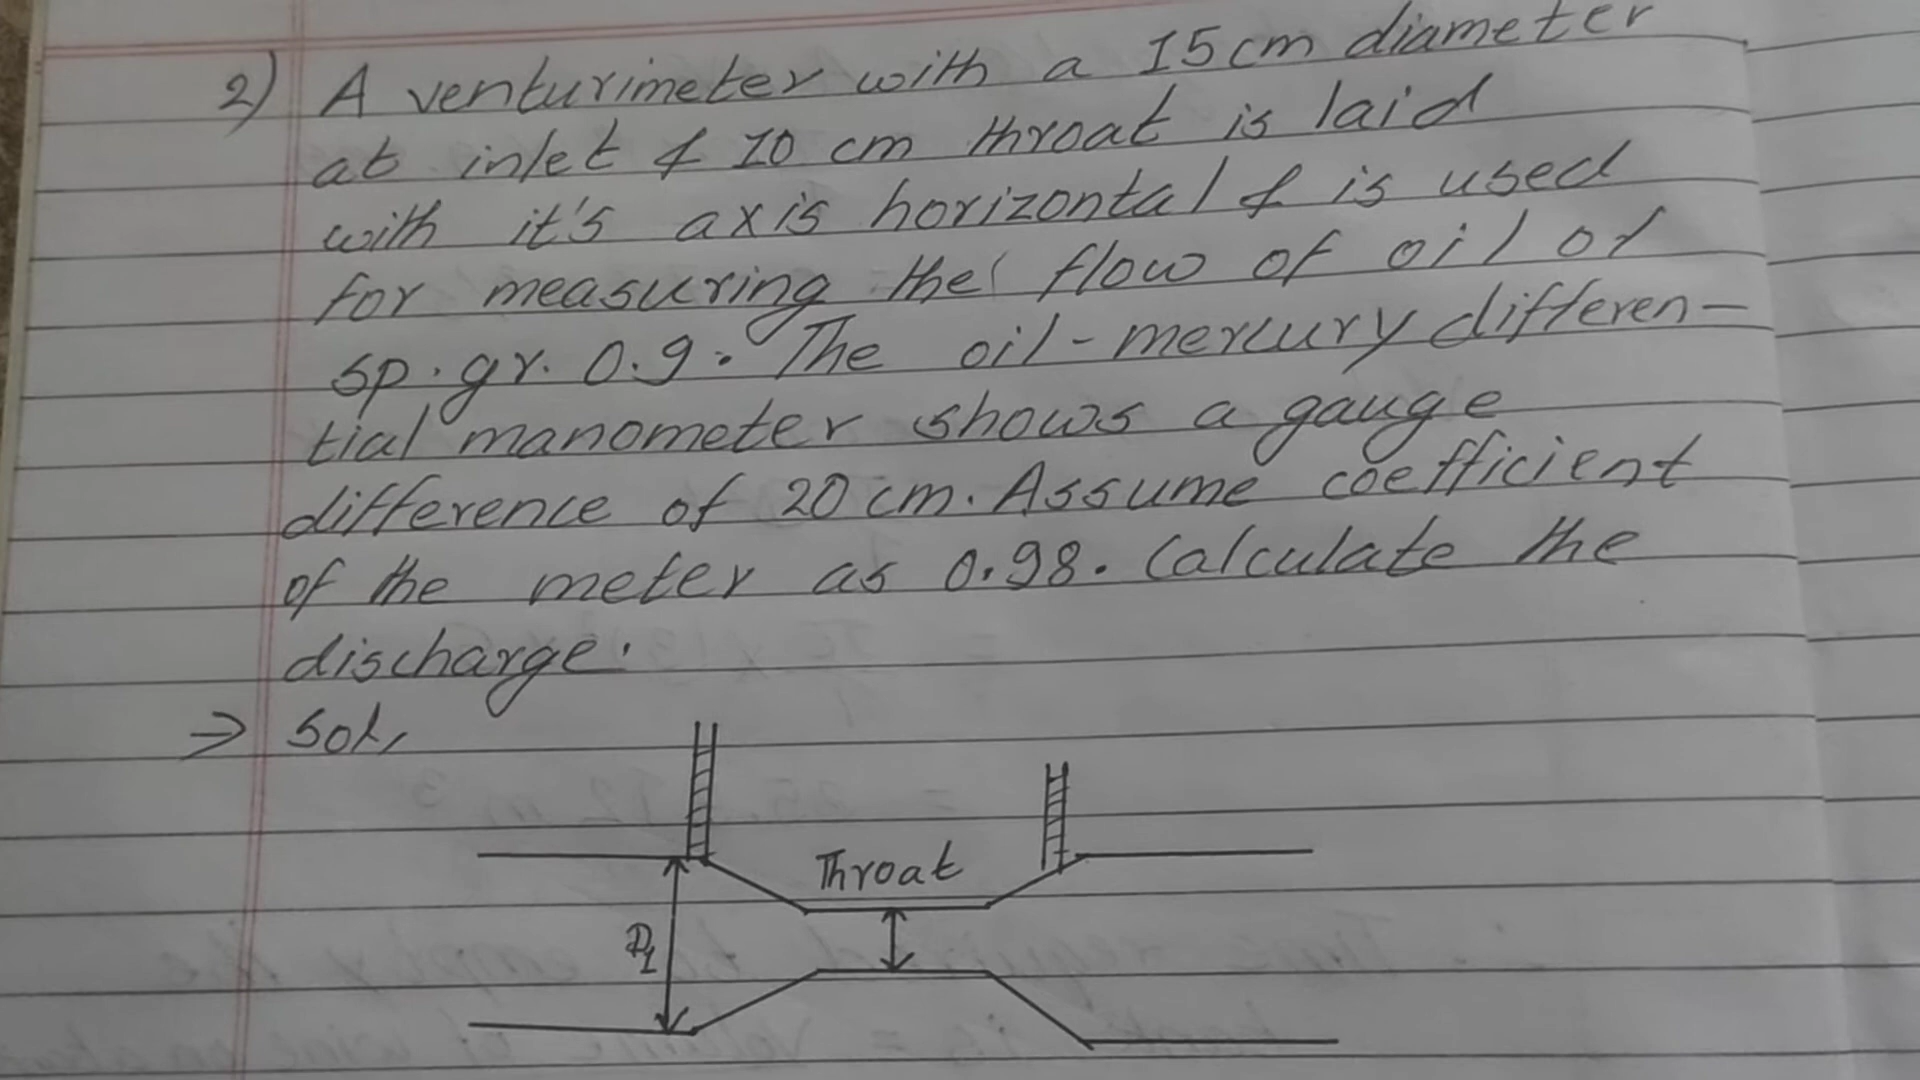 2) A venturimeter with a 15cm diameter
at inlet & 10 cm throat is laid
with it's axis horizontal & is used
for measuring the flow of oil of
sp.gr. 0.9. The oil-mercury differen-
tial manometer shows a gauge
difference of 20 cm. Assume coefficient
of the meter as 0.98. Calculate the
discharge.
⇒ Sol,
Throat
D1